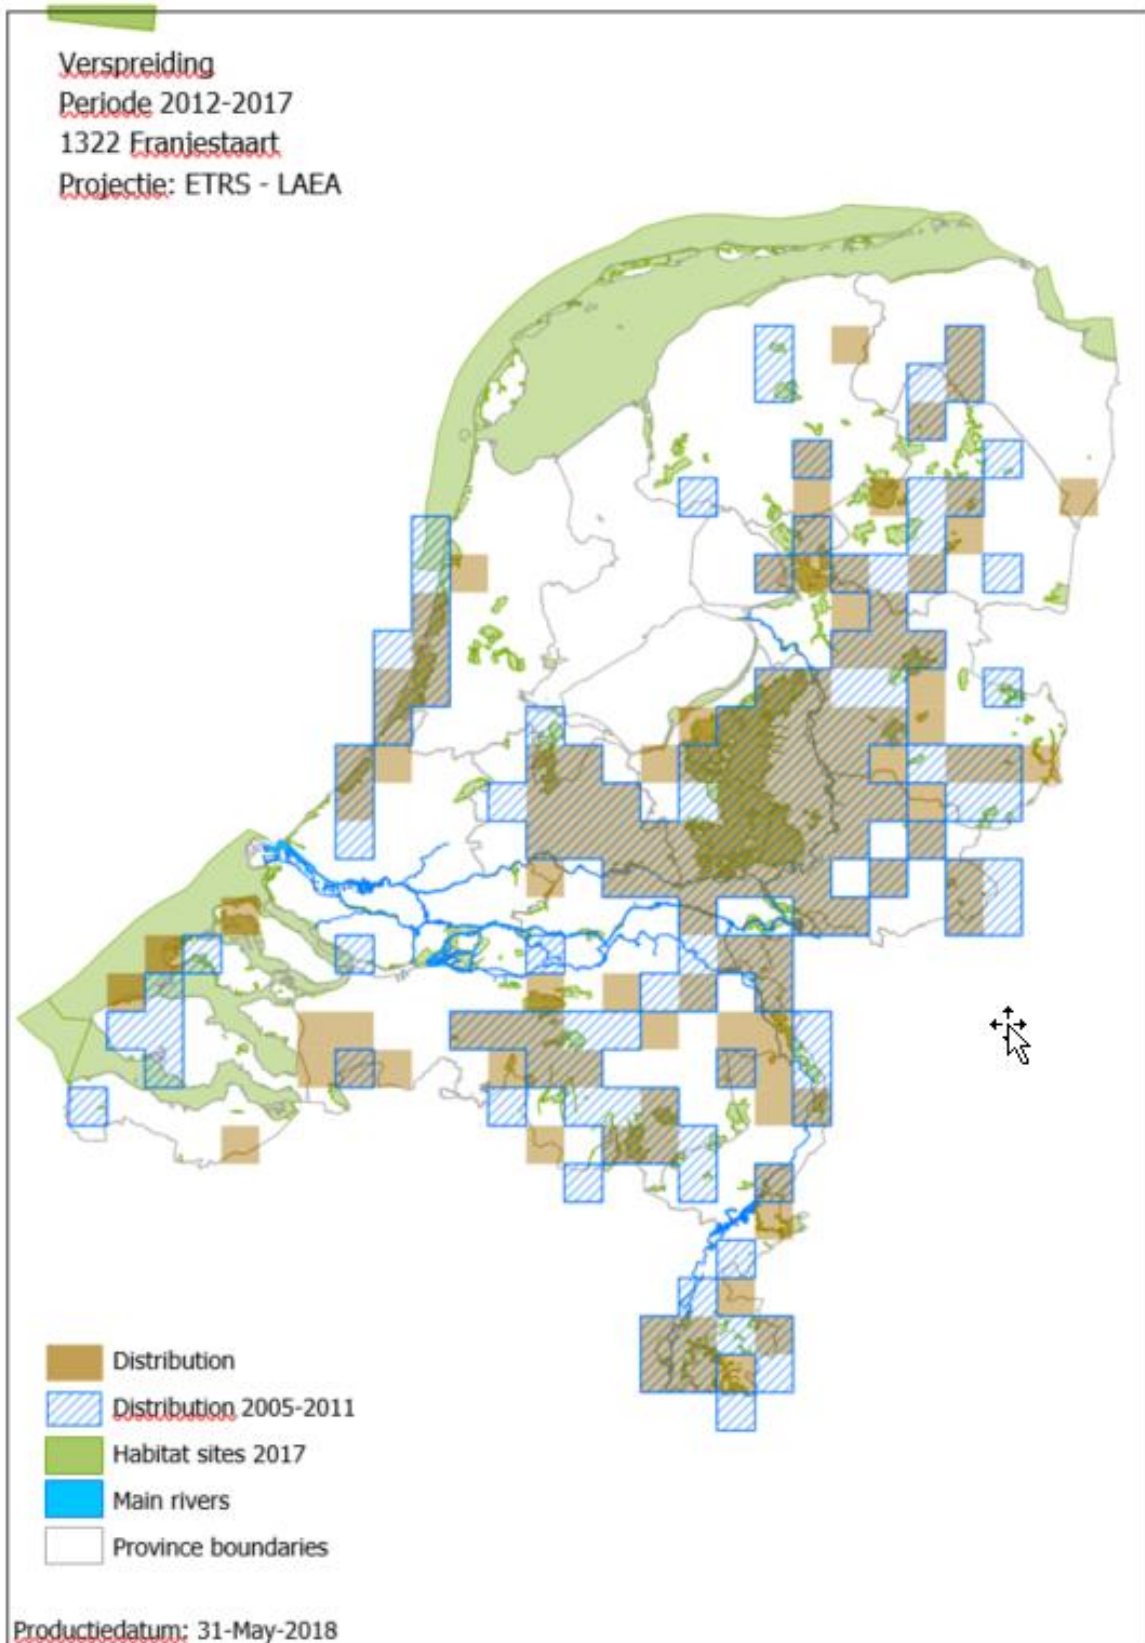 Verspreiding
Periode 2012-2017
1322 Franjestaart
Projectie: ETRS - LAEA
Distribution
Distribution 2005-2011
Habitat sites 2017
Main rivers
Province boundaries
Productiedatum: 31-May-2018